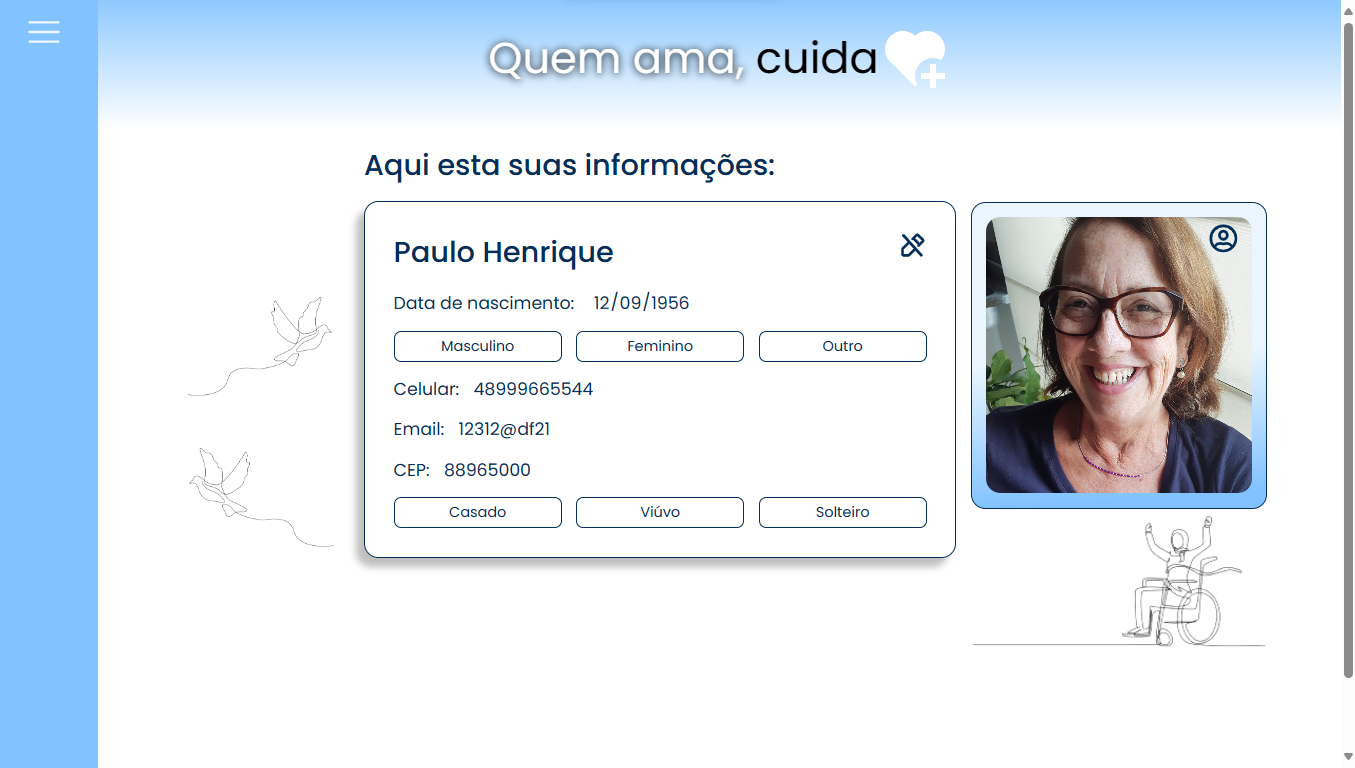 Quem ama, cuida
Aqui esta suas informações:
Paulo Henrique
Data de nascimento: 12/09/1956
Masculino Feminino Outro
Celular: 48999665544
Email: 12312@df21
CEP: 88965000
Casado Viúvo Solteiro